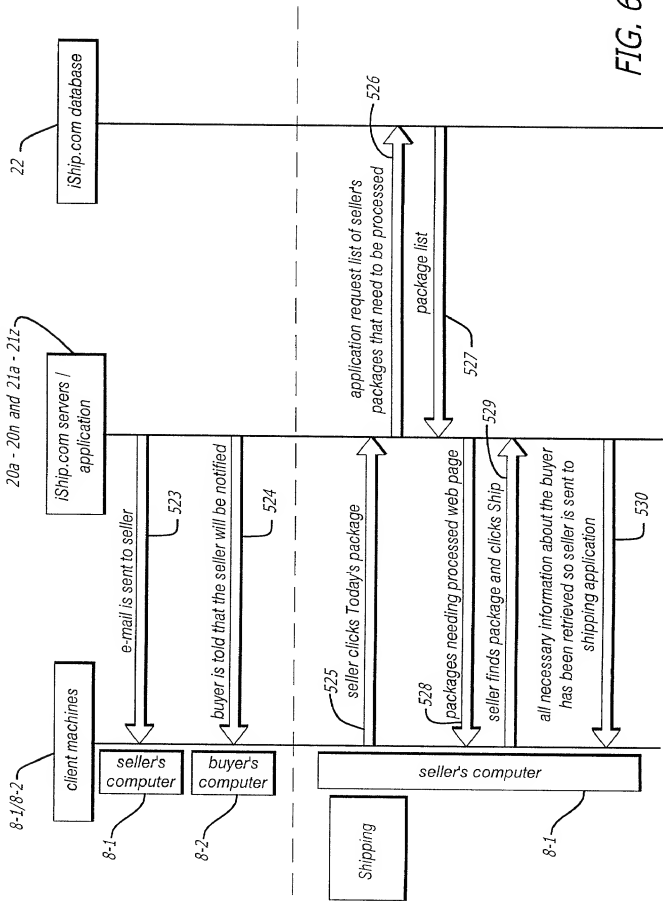 8-1/8-2
client machines
20a - 20n and 21a - 21z
iShip.com servers /
application
22
iShip.com database
seller's
computer
8-1
e-mail is sent to seller
523
buyer's
computer
8-2
buyer is told that the seller will be notified
524
Shipping
seller's computer
8-1
525
seller clicks Today's package
application request list of seller's
packages that need to be processed
526
package list
527
528
packages needing processed web page
seller finds package and clicks Ship
529
all necessary information about the buyer
has been retrieved so seller is sent to
shipping application
530
FIG. 6